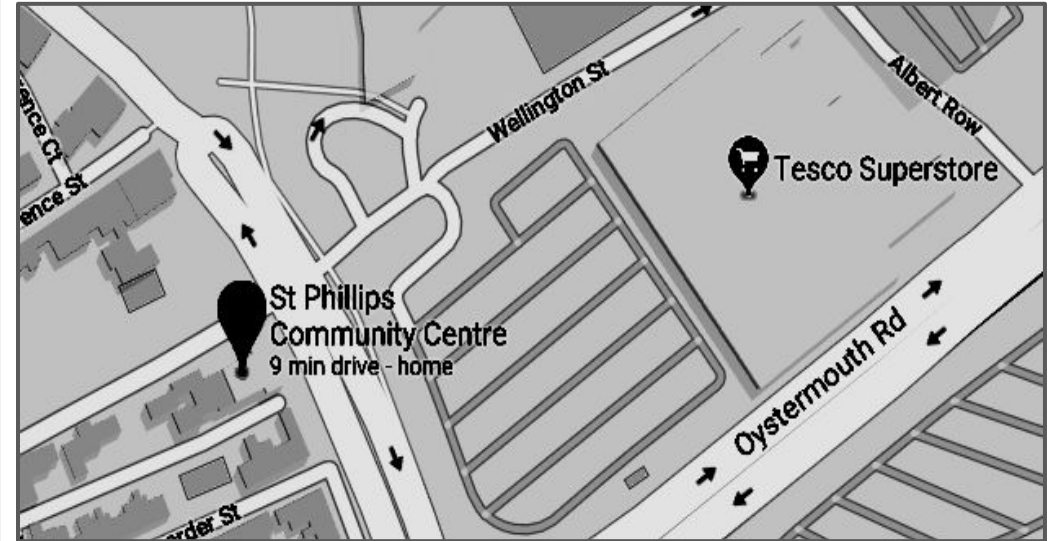 Wellington St
Albert Row
Tesco Superstore
ence Ct
ence St
St Phillips
Community Centre
9 min drive - home
Oystermouth Rd
rder St